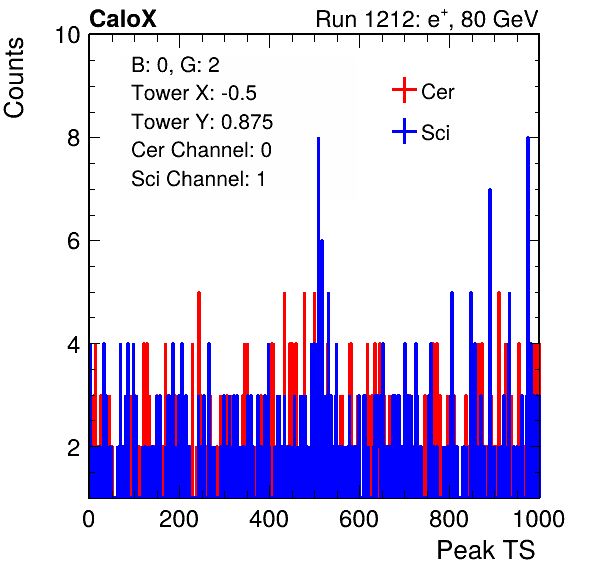 CaloX Run 1212: e⁺, 80 GeV
Counts
10
8
6
4
2
B: 0, G: 2
Tower X: -0.5
Tower Y: 0.875
Cer Channel: 0
Sci Channel: 1
Cer
Sci
0 200 400 600 800 1000
Peak TS